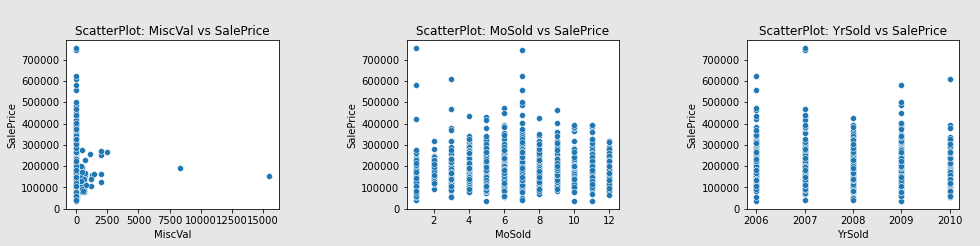 ScatterPlot: MiscVal vs SalePrice
SalePrice
700000
600000
500000
400000
300000
200000
100000
0
0 2500 5000 7500 10000 12500 15000
MiscVal
ScatterPlot: MoSold vs SalePrice
SalePrice
700000
600000
500000
400000
300000
200000
100000
0
2 4 6 8 10 12
MoSold
ScatterPlot: YrSold vs SalePrice
SalePrice
700000
600000
500000
400000
300000
200000
100000
0
2006 2007 2008 2009 2010
YrSold